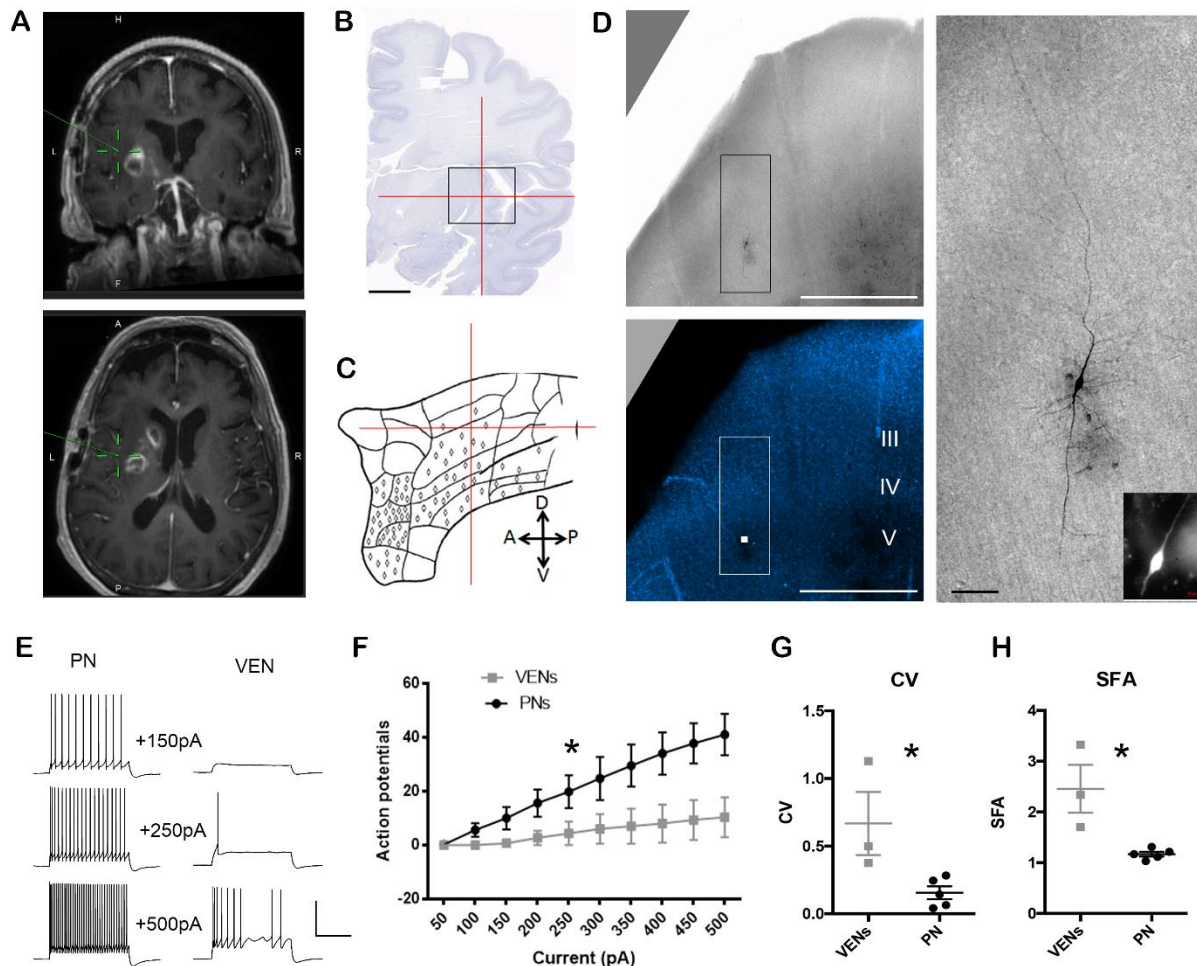 A
H
L
R
F
A
L
R
P
B
C
D
A
P
V
D
III
IV
V
E
PN
VEN
+150pA
+250pA
+500pA
F
VENs
PNs
*
Action potentials
60
40
20
0
-20
50
100
150
200
250
300
350
400
450
500
Current (pA)
G
CV
*
CV
1.5
1.0
0.5
0.0
VENs
PN
H
SFA
*
SFA
4
3
2
1
0
VENs
PN